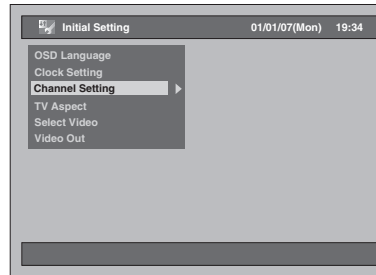 Initial Setting 01/01/07(Mon) 19:34
OSD Language
Clock Setting
Channel Setting
TV Aspect
Select Video
Video Out